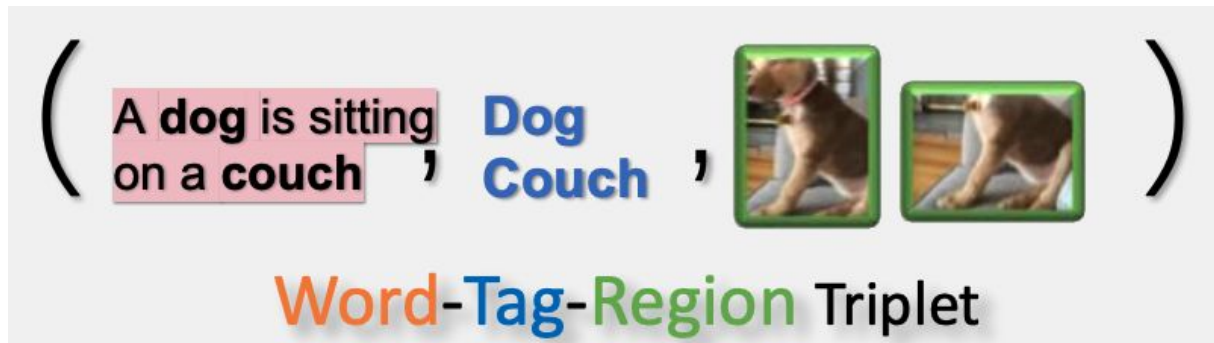 ( A dog is sitting
on a couch , Dog
Couch , )
Word-Tag-Region Triplet